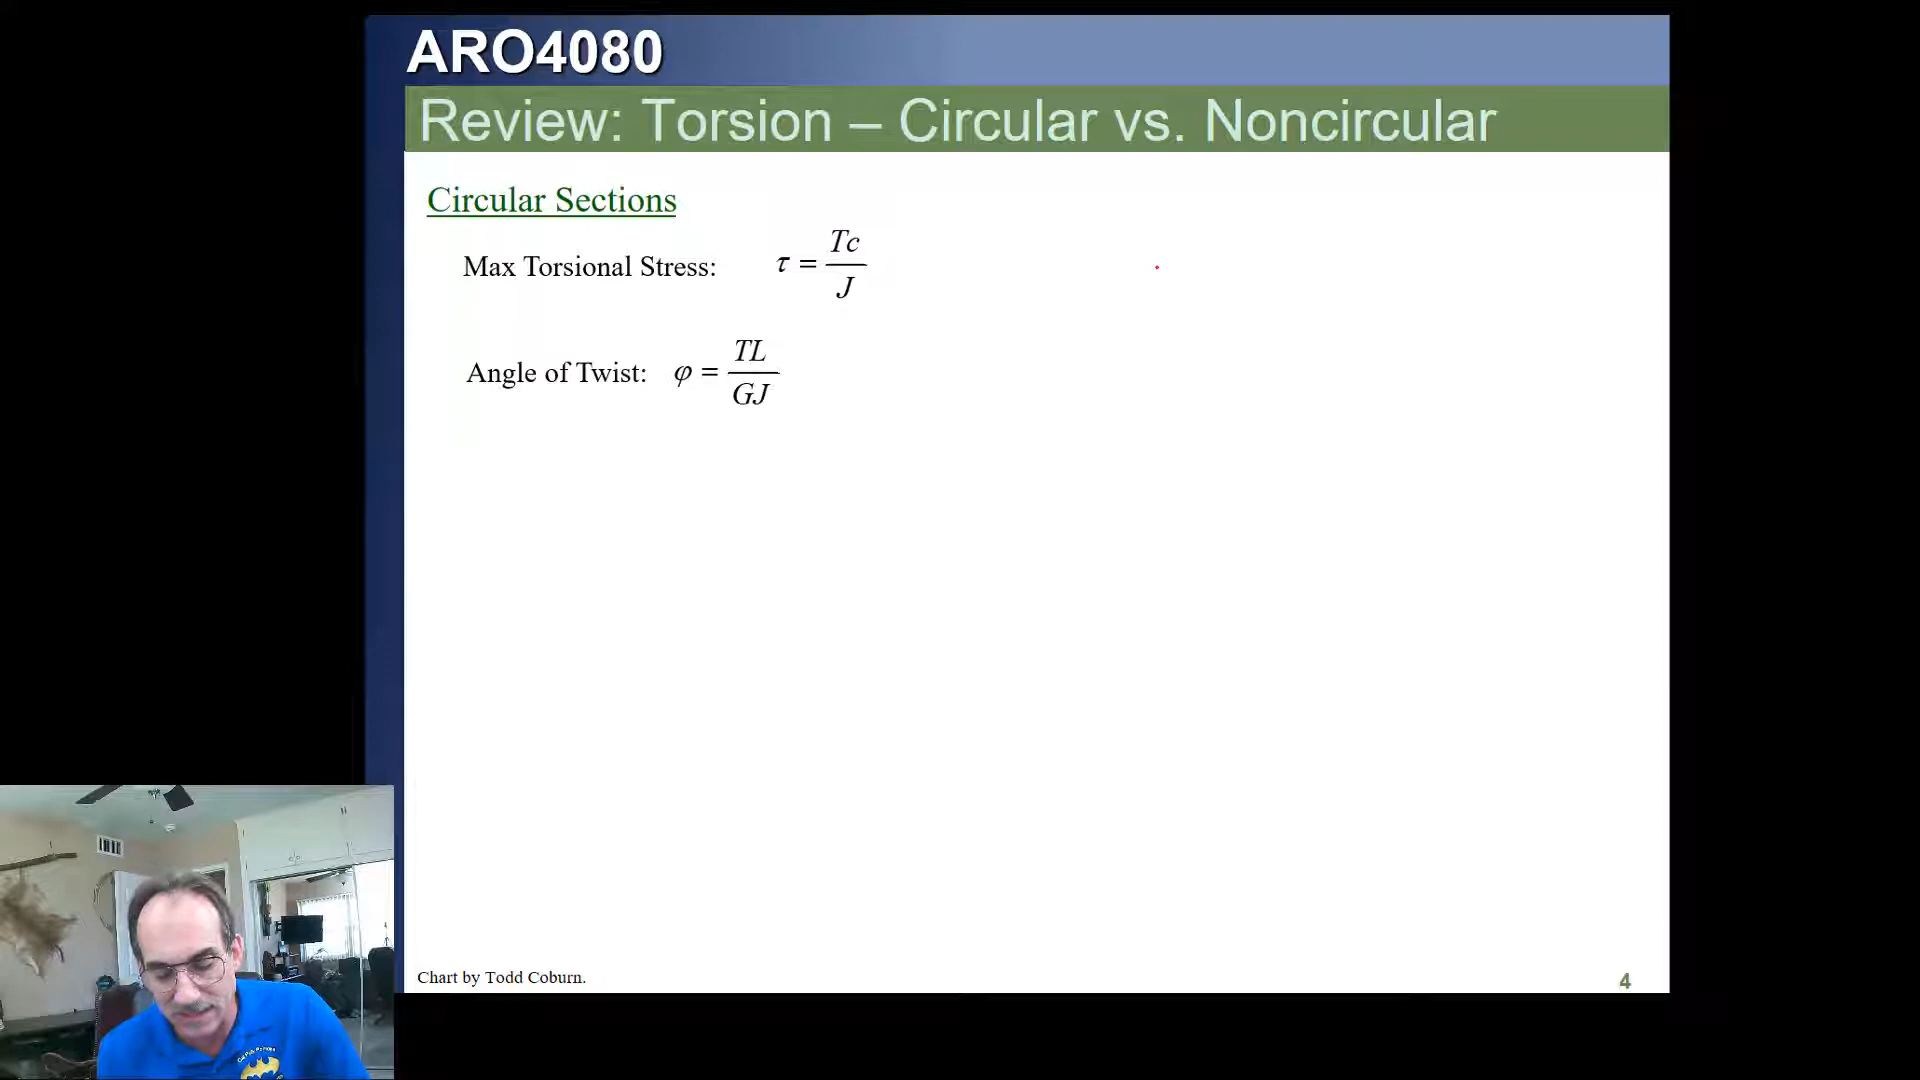 ARO4080
Review: Torsion – Circular vs. Noncircular
Circular Sections
Max Torsional Stress: τ = Tc / J
Angle of Twist: φ = TL / GJ
Chart by Todd Coburn.
4